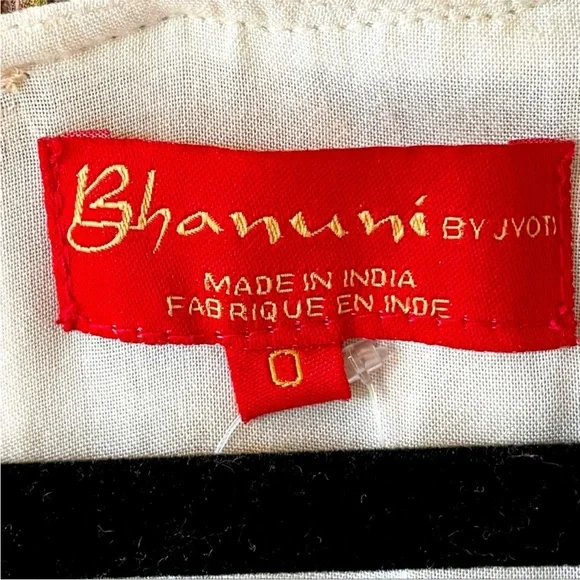 Bhanuni BY JYOTI
MADE IN INDIA
FABRIQUE EN INDE
0